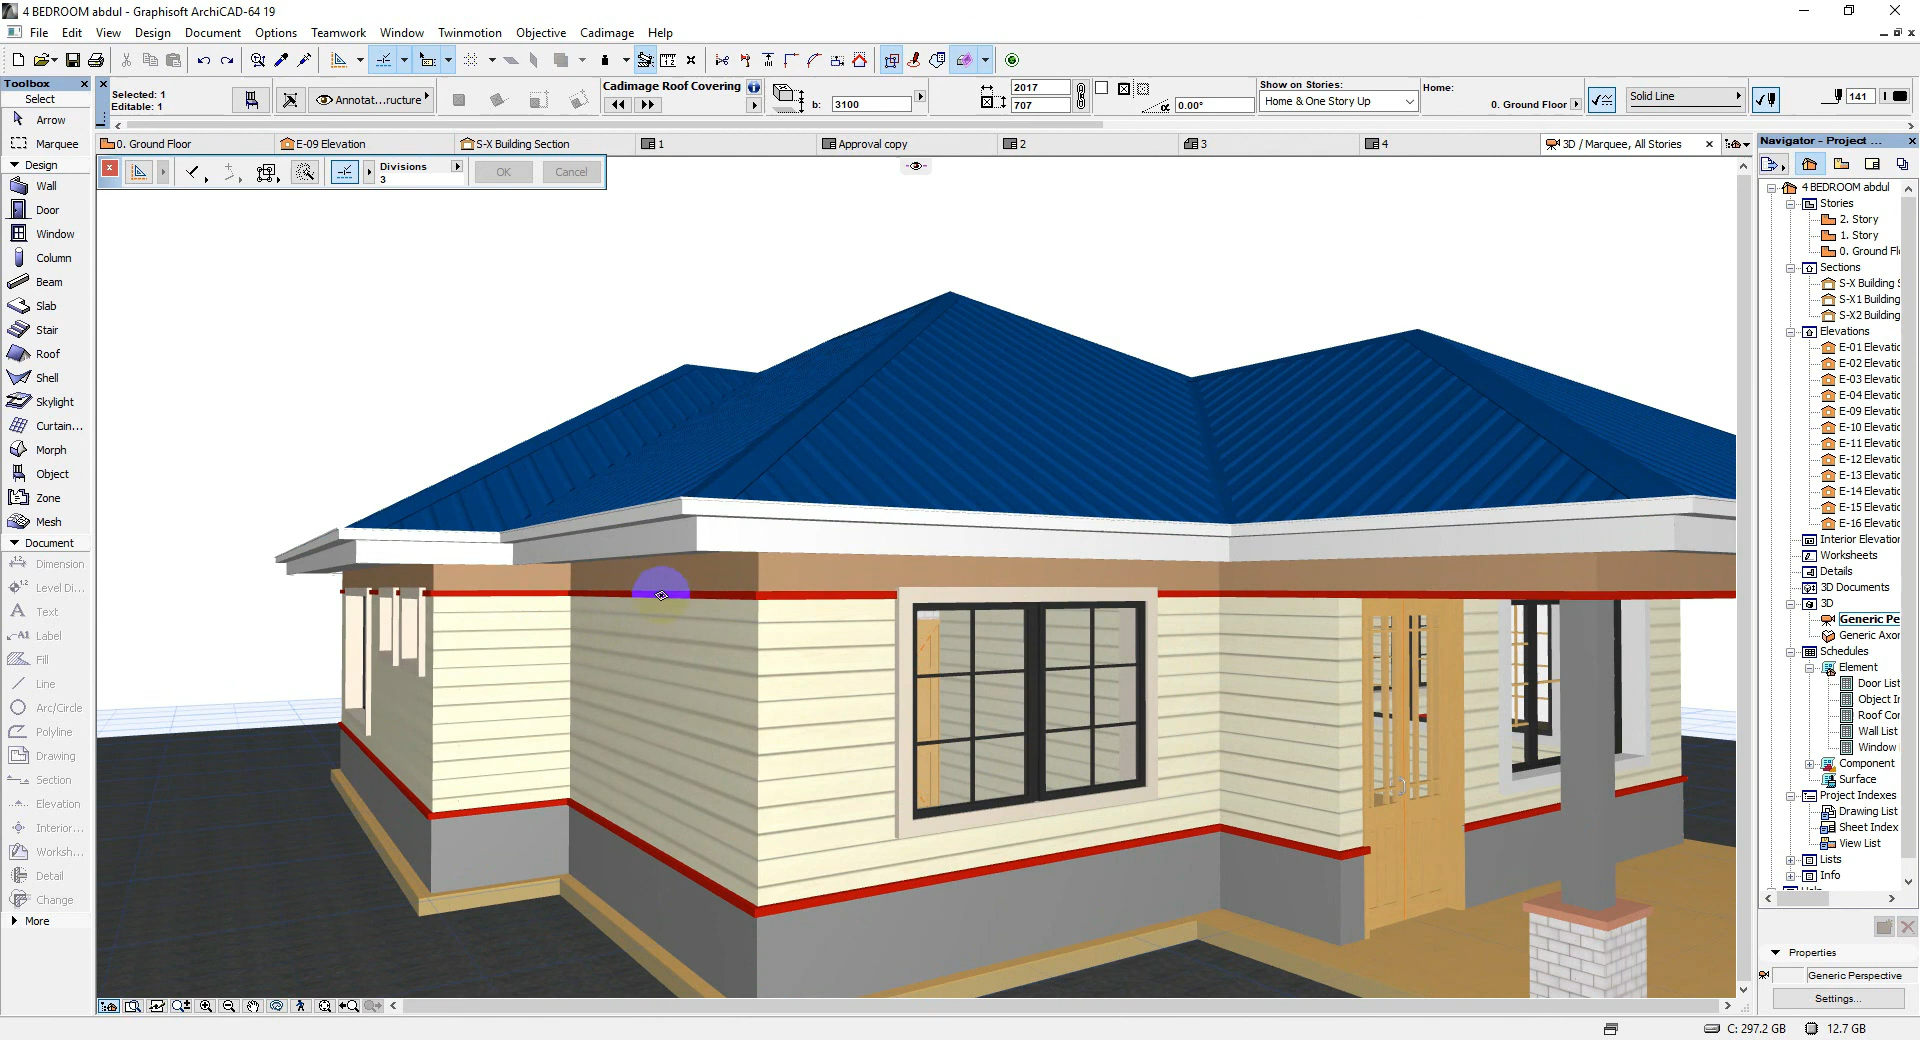 4 BEDROOM abdul - Graphisoft ArchiCAD-64 19
File Edit View Design Document Options Teamwork Window Twinmotion Objective Cadimage Help
Toolbox
Select
Arrow
Marquee
Design
Wall
Door
Window
Column
Beam
Slab
Stair
Roof
Shell
Skylight
Curtain...
Morph
Object
Zone
Mesh
Document
Dimension
Level Di...
Text
Label
Fill
Line
Arc/Circle
Polyline
Drawing
Section
Elevation
Interior...
Worksh...
Detail
Change
More
Selected: 1
Editable: 1
Annotat...ructure
Cadimage Roof Covering
b: 3100
2017
707
0.00°
Show on Stories:
Home & One Story Up
Home:
0. Ground Floor
Solid Line
141
0. Ground Floor
E-09 Elevation
S-X Building Section
1
Approval copy
2
3
4
3D / Marquee, All Stories
Divisions
3
OK
Cancel
Navigator - Project ...
4 BEDROOM abdul
Stories
2. Story
1. Story
0. Ground Fl
Sections
S-X Building S
S-X1 Building
S-X2 Building
Elevations
E-01 Elevatic
E-02 Elevatic
E-03 Elevatic
E-04 Elevatic
E-09 Elevatic
E-10 Elevatic
E-11 Elevatic
E-12 Elevatic
E-13 Elevatic
E-14 Elevatic
E-15 Elevatic
E-16 Elevatic
Interior Elevation
Worksheets
Details
3D Documents
3D
Generic Pe
Generic Axor
Schedules
Element
Door List
Object In
Roof Cor
Wall List
Window
Component
Surface
Project Indexes
Drawing List
Sheet Index
View List
Lists
Info
Properties
Generic Perspective
Settings...
C: 297.2 GB
12.7 GB